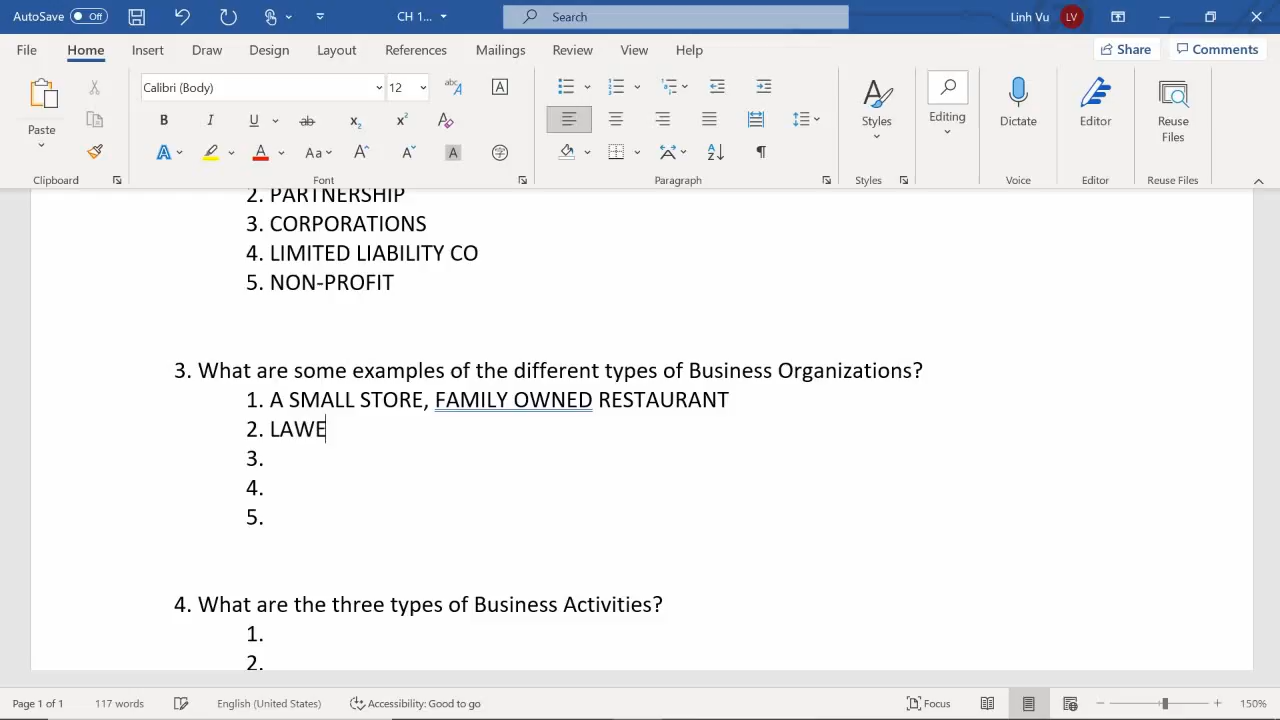 AutoSave Off CH 1... Search Linh Vu LV
File Home Insert Draw Design Layout References Mailings Review View Help Share Comments
Calibri (Body) 12
Paste Styles Editing Dictate Editor Reuse Files
Clipboard Font Paragraph Styles Voice Editor Reuse Files
2. PARTNERSHIP
3. CORPORATIONS
4. LIMITED LIABILITY CO
5. NON-PROFIT
3. What are some examples of the different types of Business Organizations?
1. A SMALL STORE, FAMILY OWNED RESTAURANT
2. LAWE
3.
4.
5.
4. What are the three types of Business Activities?
1.
2.
Page 1 of 1 117 words English (United States) Accessibility: Good to go Focus 150%